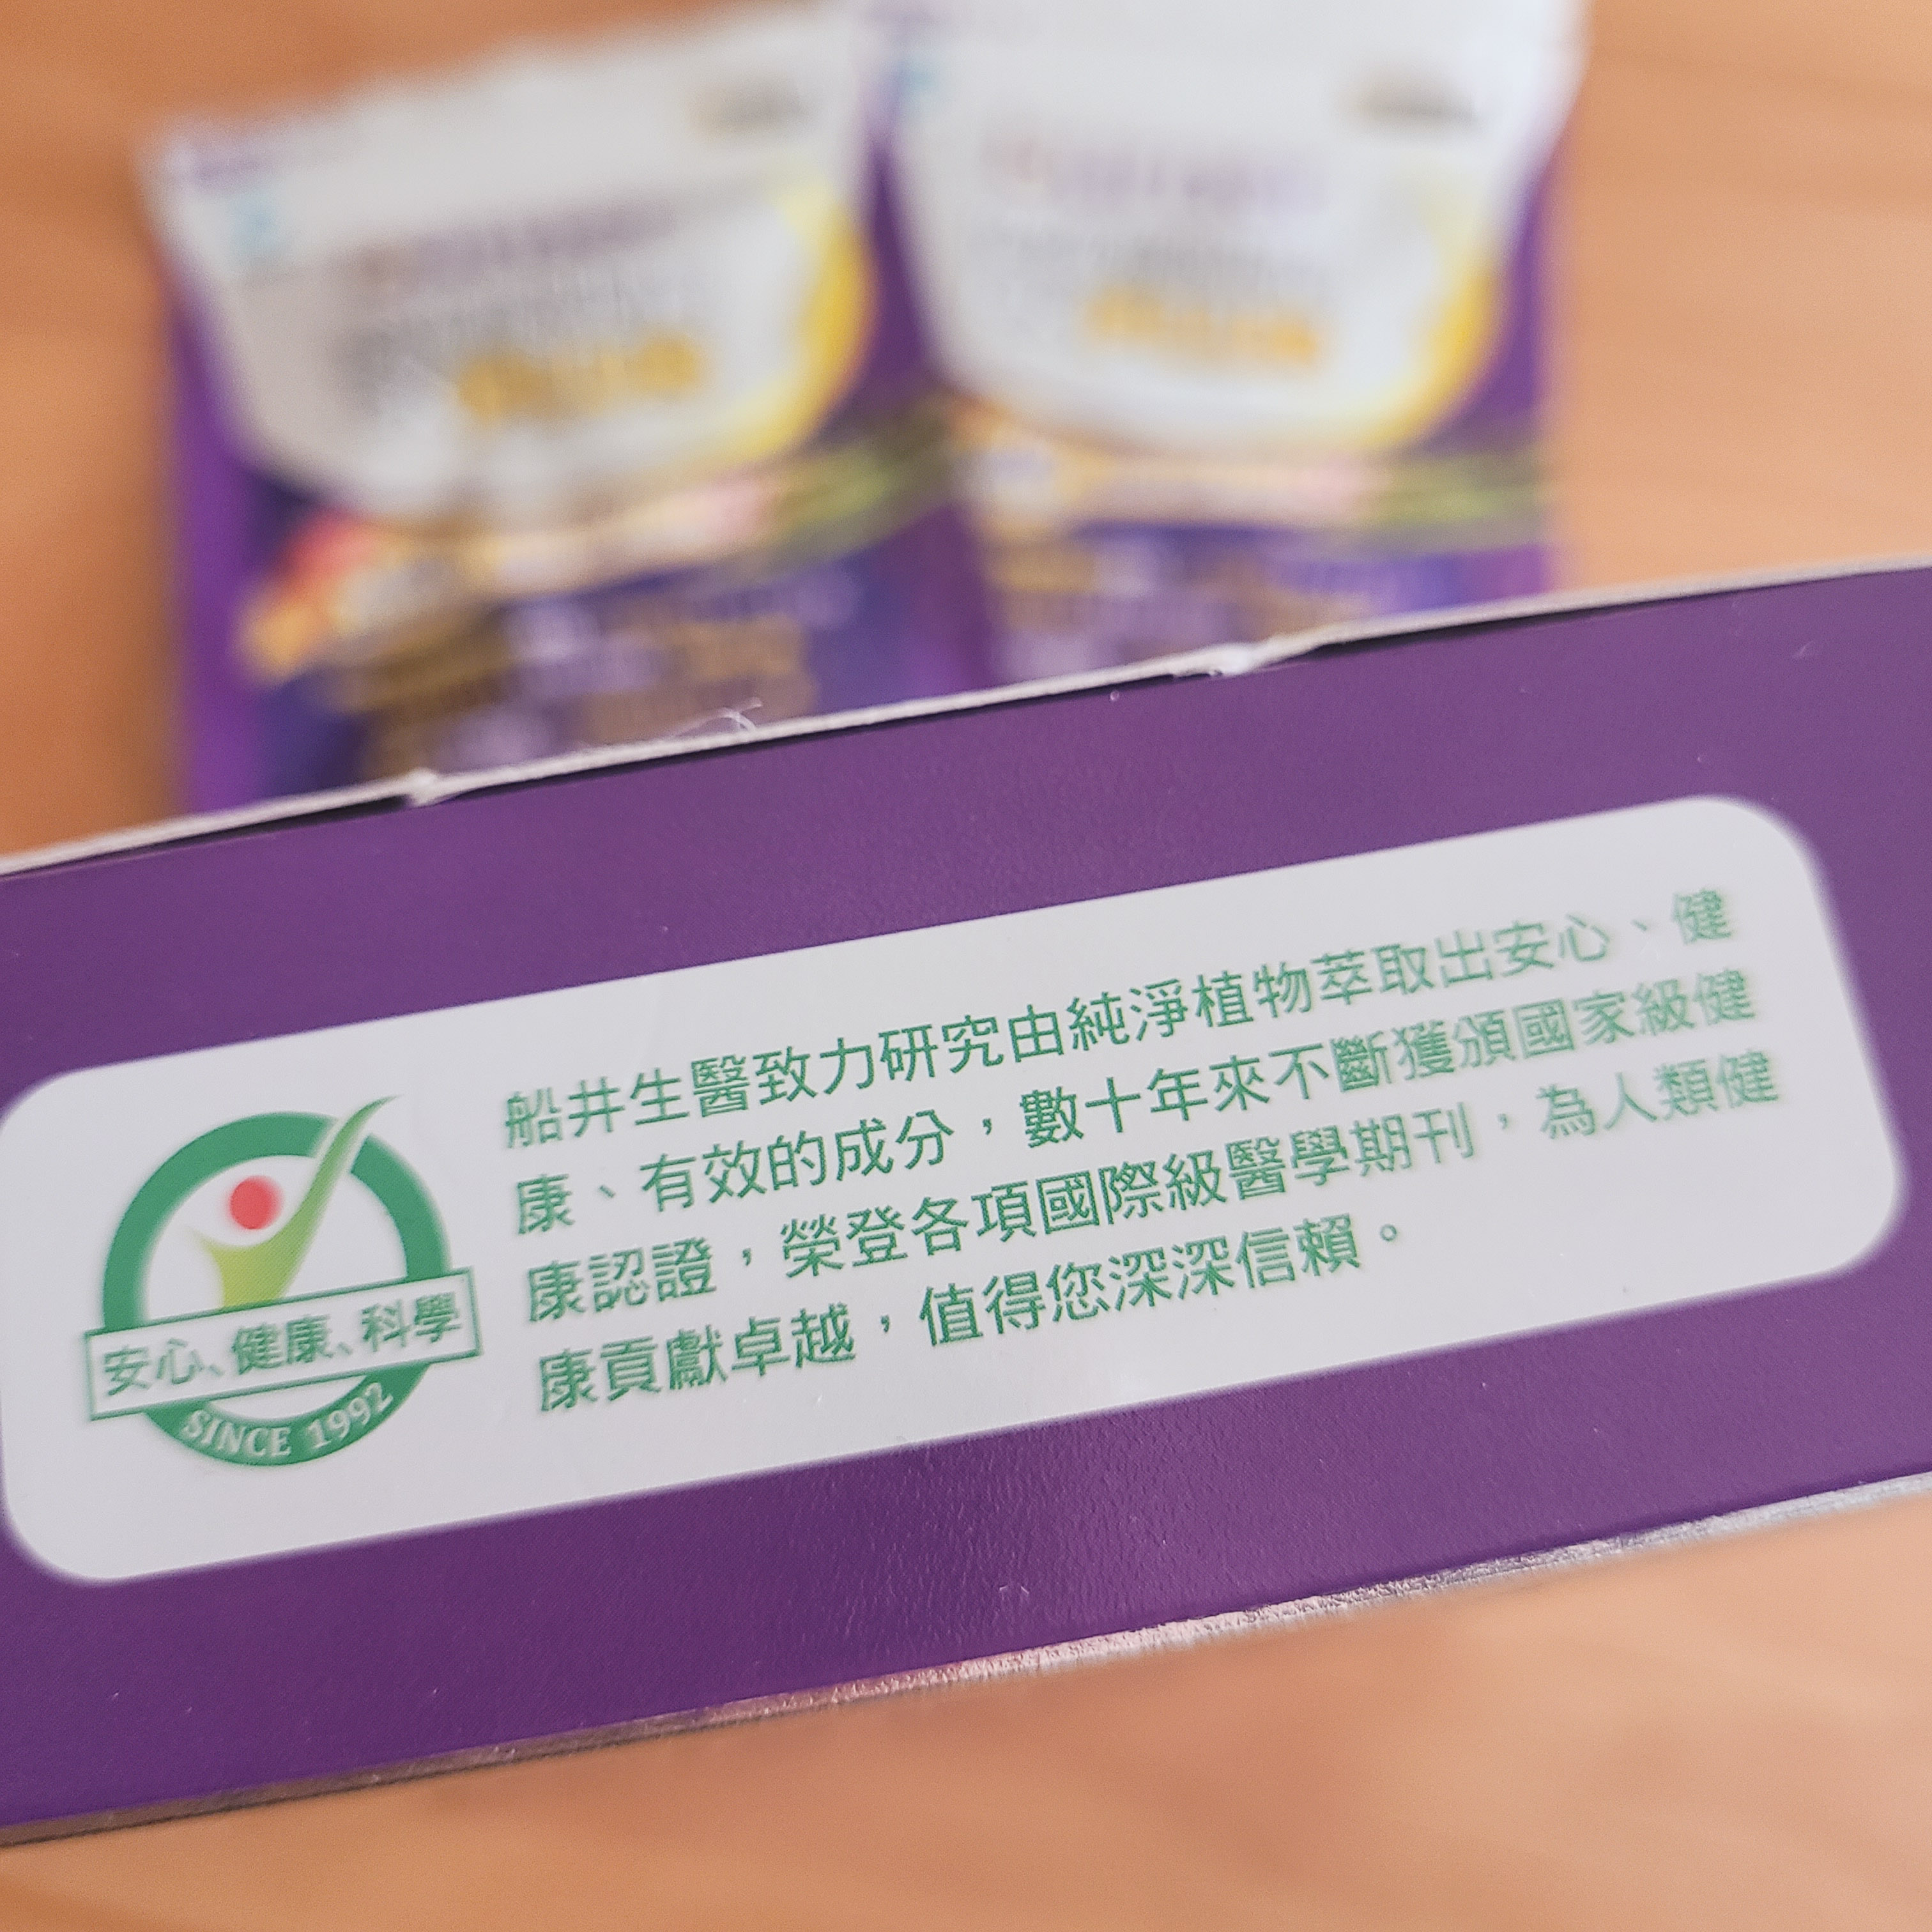 船井生醫致力研究由純淨植物萃取出安心、健
康、有效的成分，數十年來不斷獲頒國家級健
康認證，榮登各項國際級醫學期刊，為人類健
康貢獻卓越，值得您深深信賴。
安心、健康、科學
SINCE 1992